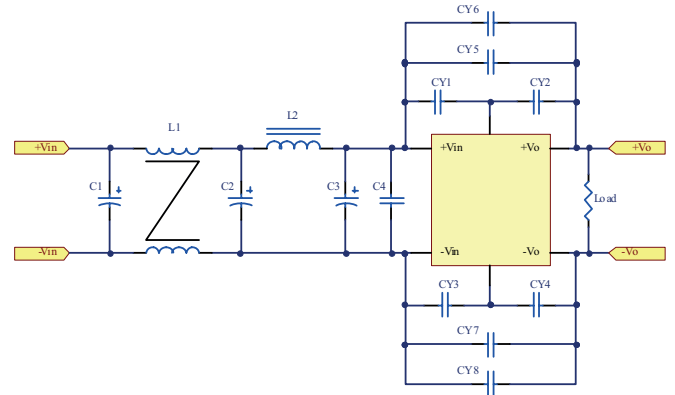 CY6
CY5
CY1
CY2
L1
L2
+Vin
+Vin
+Vo
+Vo
C1
C2
C3
C4
Load
-Vin
-Vin
-Vo
-Vo
CY3
CY4
CY7
CY8